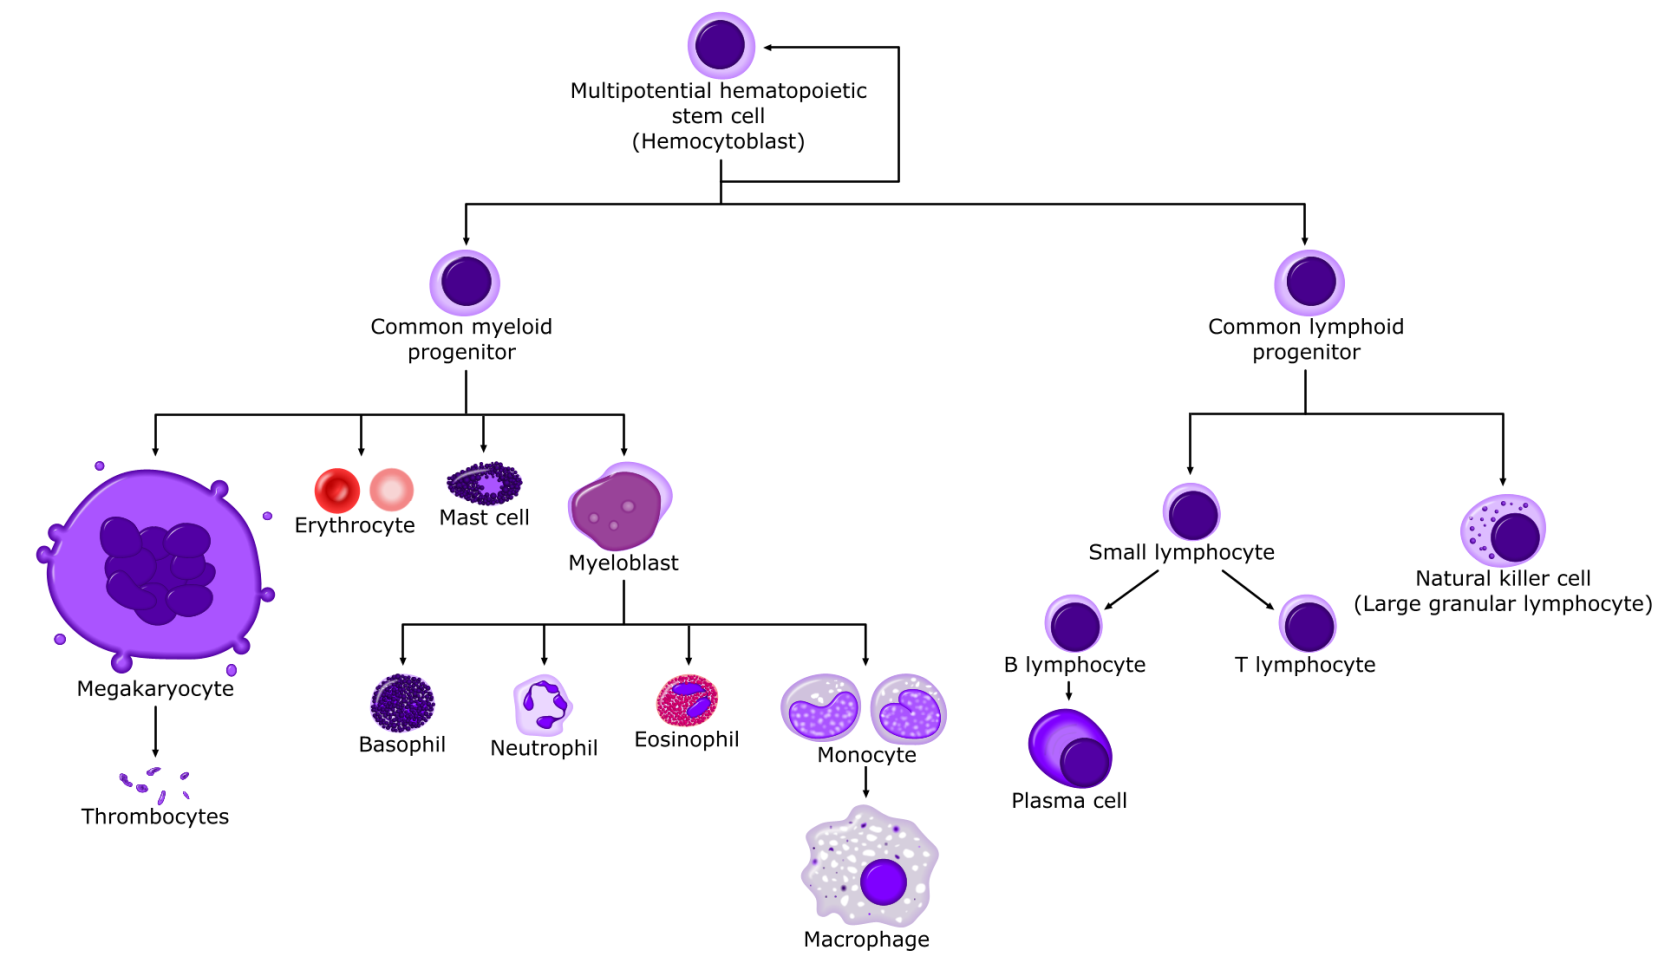 Multipotential hematopoietic
stem cell
(Hemocytoblast)
Common myeloid
progenitor
Common lymphoid
progenitor
Erythrocyte
Mast cell
Myeloblast
Small lymphocyte
Natural killer cell
(Large granular lymphocyte)
B lymphocyte
T lymphocyte
Megakaryocyte
Basophil
Neutrophil
Eosinophil
Monocyte
Plasma cell
Thrombocytes
Macrophage